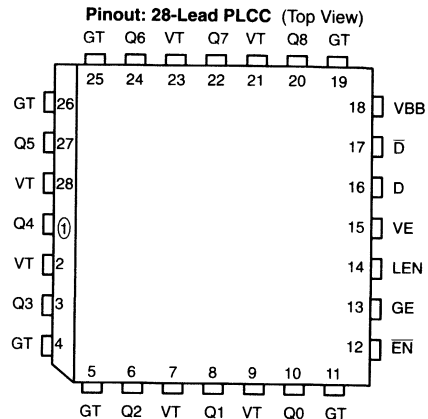 Pinout: 28-Lead PLCC (Top View)
GT Q6 VT Q7 VT Q8 GT
25 24 23 22 21 20 19
GT 26
18 VBB
Q5 27
17 D̅
VT 28
16 D
Q4 ①
15 VE
VT 2
14 LEN
Q3 3
13 GE
GT 4
12 E̅N̅
5 6 7 8 9 10 11
GT Q2 VT Q1 VT Q0 GT